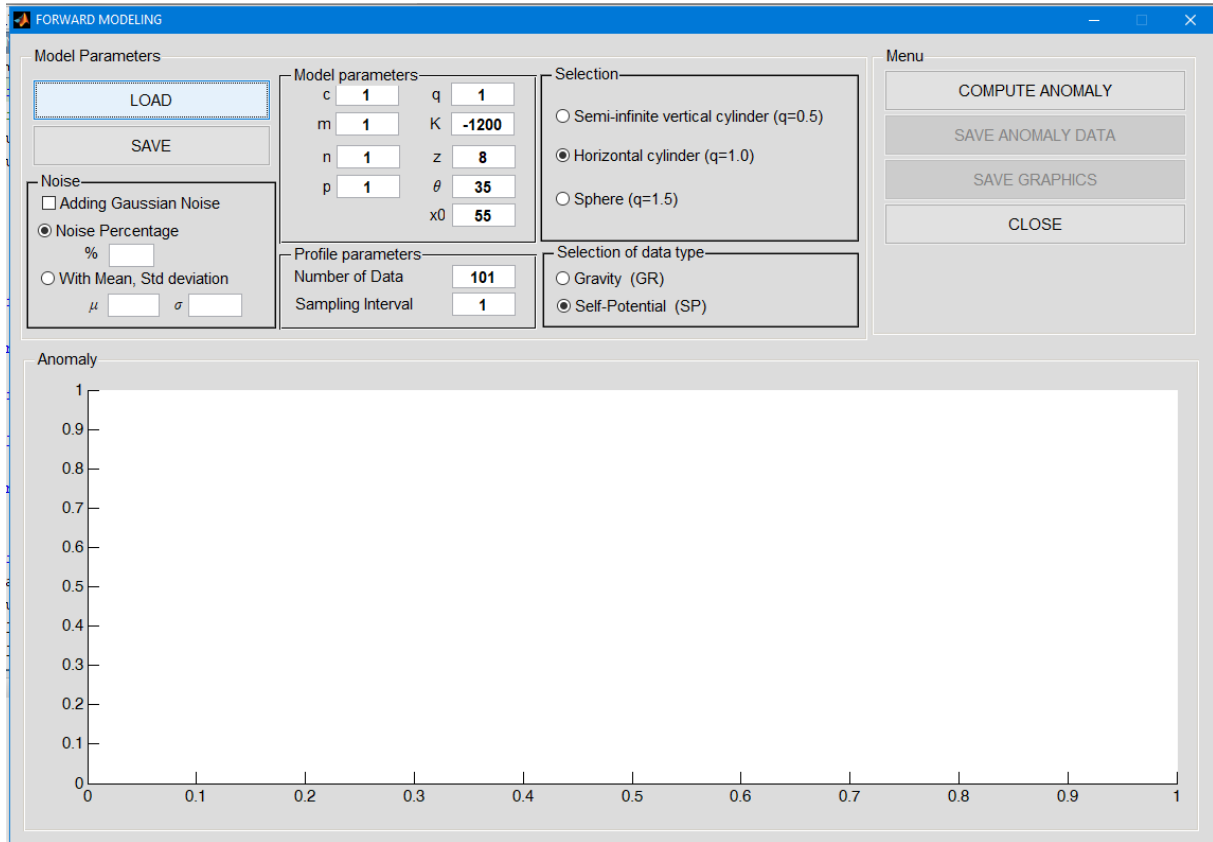 FORWARD MODELING
Model Parameters
LOAD
SAVE
Noise
Adding Gaussian Noise
Noise Percentage
%
With Mean, Std deviation
μ σ
Model parameters
c 1 q 1
m 1 K -1200
n 1 z 8
p 1 θ 35
x0 55
Profile parameters
Number of Data 101
Sampling Interval 1
Selection
Semi-infinite vertical cylinder (q=0.5)
Horizontal cylinder (q=1.0)
Sphere (q=1.5)
Selection of data type
Gravity (GR)
Self-Potential (SP)
Menu
COMPUTE ANOMALY
SAVE ANOMALY DATA
SAVE GRAPHICS
CLOSE
Anomaly
1
0.9
0.8
0.7
0.6
0.5
0.4
0.3
0.2
0.1
0
0 0.1 0.2 0.3 0.4 0.5 0.6 0.7 0.8 0.9 1